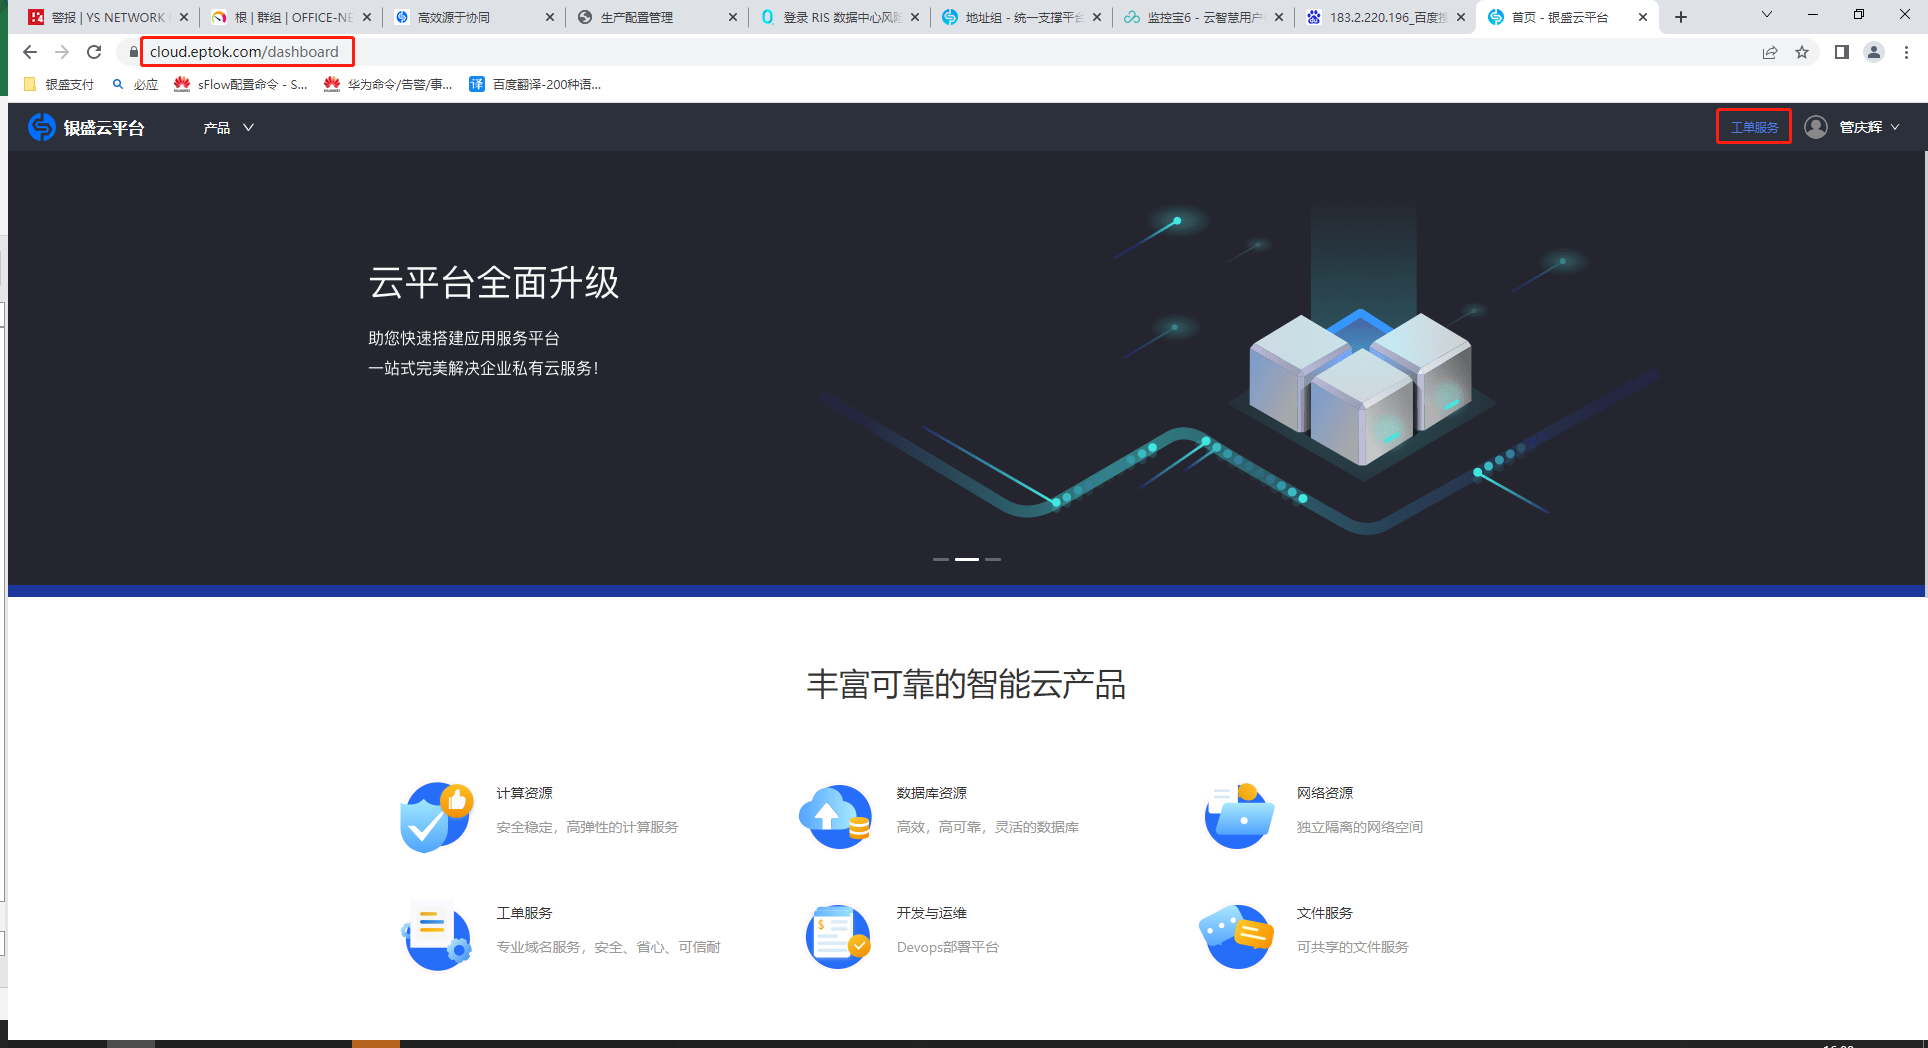 警报 | YS NETWORK
根 | 群组 | OFFICE-NE
高效源于协同
生产配置管理
登录 RIS 数据中心风险
地址组 - 统一支撑平台
监控宝6 - 云智慧用户
183.2.220.196_百度搜
首页 - 银盛云平台
cloud.eptok.com/dashboard
银盛支付
必应
sFlow配置命令 - S...
华为命令/告警/事...
译
百度翻译-200种语...
银盛云平台
产品
工单服务
管庆辉
云平台全面升级
助您快速搭建应用服务平台
一站式完美解决企业私有云服务！
丰富可靠的智能云产品
计算资源
安全稳定，高弹性的计算服务
数据库资源
高效，高可靠，灵活的数据库
网络资源
独立隔离的网络空间
工单服务
专业域名服务，安全、省心、可信耐
开发与运维
Devops部署平台
文件服务
可共享的文件服务